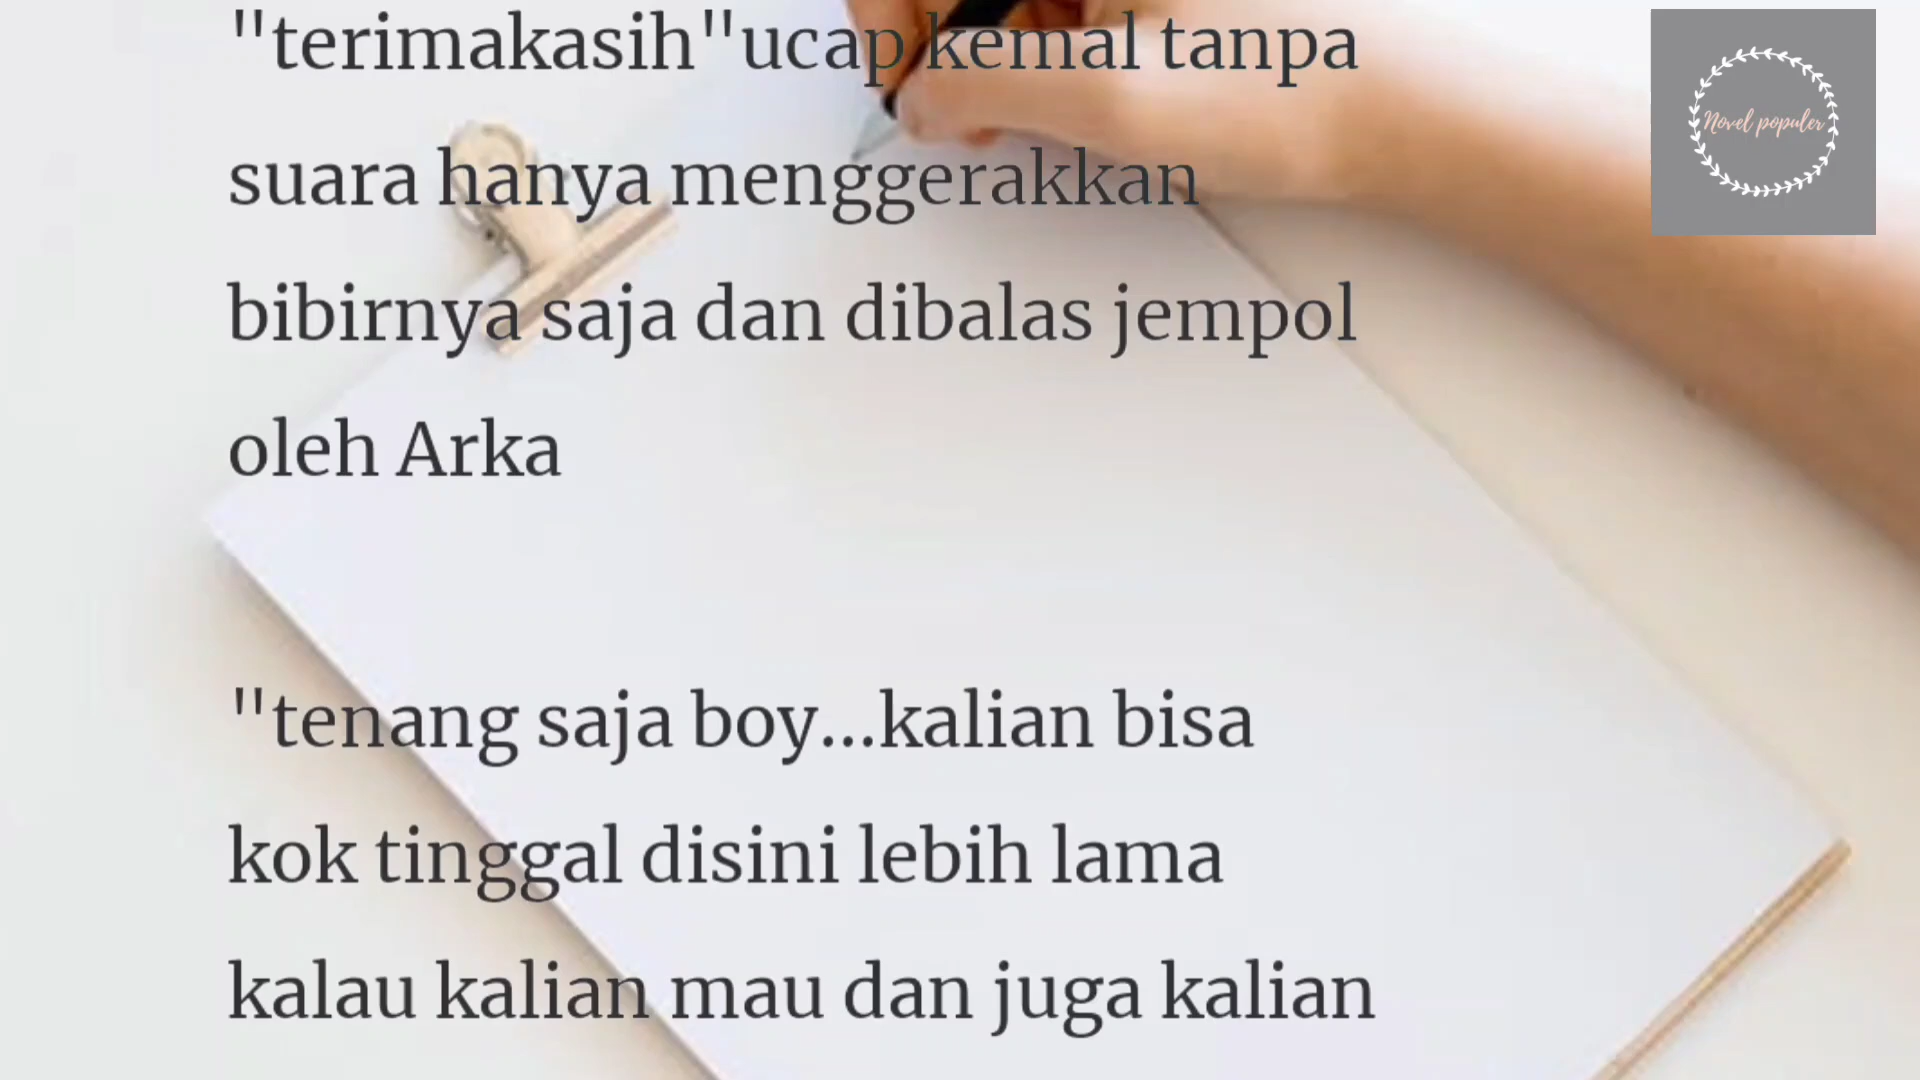 "terimakasih"ucap kemal tanpa
suara hanya menggerakkan
bibirnya saja dan dibalas jempol
oleh Arka
"tenang saja boy...kalian bisa
kok tinggal disini lebih lama
kalau kalian mau dan juga kalian
Novel populer